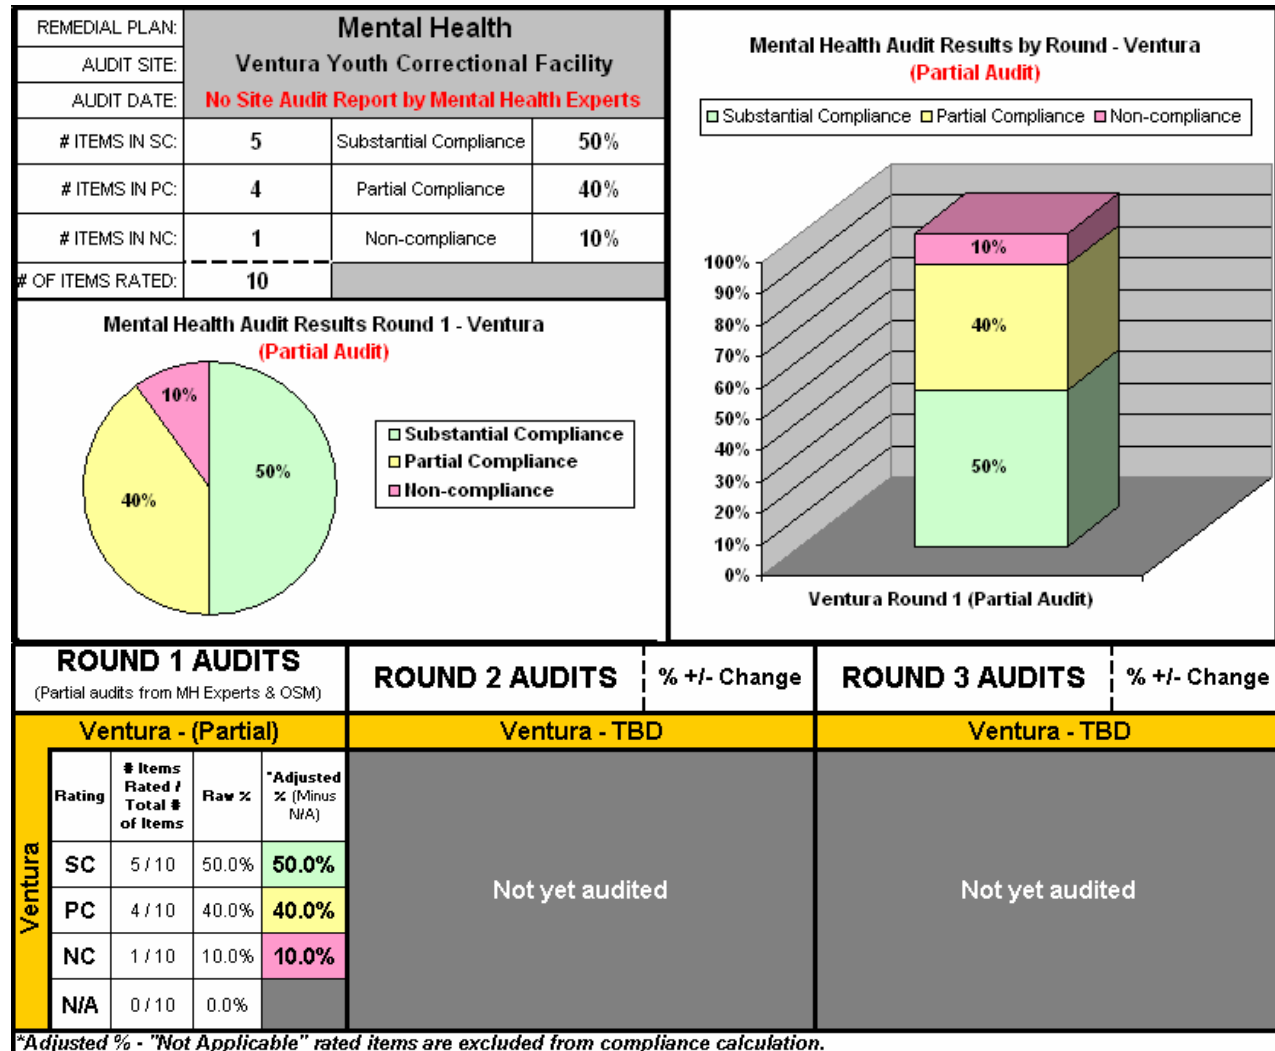 REMEDIAL PLAN: Mental Health
AUDIT SITE: Ventura Youth Correctional Facility
AUDIT DATE: No Site Audit Report by Mental Health Experts
# ITEMS IN SC: 5 Substantial Compliance 50%
# ITEMS IN PC: 4 Partial Compliance 40%
# ITEMS IN NC: 1 Non-compliance 10%
# OF ITEMS RATED: 10
Mental Health Audit Results Round 1 - Ventura
(Partial Audit)
10%
50%
40%
Substantial Compliance
Partial Compliance
Non-compliance
Mental Health Audit Results by Round - Ventura
(Partial Audit)
Substantial Compliance Partial Compliance Non-compliance
100%
90%
80%
70%
60%
50%
40%
30%
20%
10%
0%
10%
40%
50%
Ventura Round 1 (Partial Audit)
ROUND 1 AUDITS
(Partial audits from MH Experts & OSM)
ROUND 2 AUDITS % +/- Change
ROUND 3 AUDITS % +/- Change
Ventura - (Partial)
Ventura - TBD
Ventura - TBD
Ventura
Rating
# Items
Rated /
Total #
of Items
Raw %
*Adjusted
% (Minus
N/A)
SC 5 / 10 50.0% 50.0%
PC 4 / 10 40.0% 40.0%
NC 1 / 10 10.0% 10.0%
N/A 0 / 10 0.0%
Not yet audited
Not yet audited
*Adjusted % - "Not Applicable" rated items are excluded from compliance calculation.